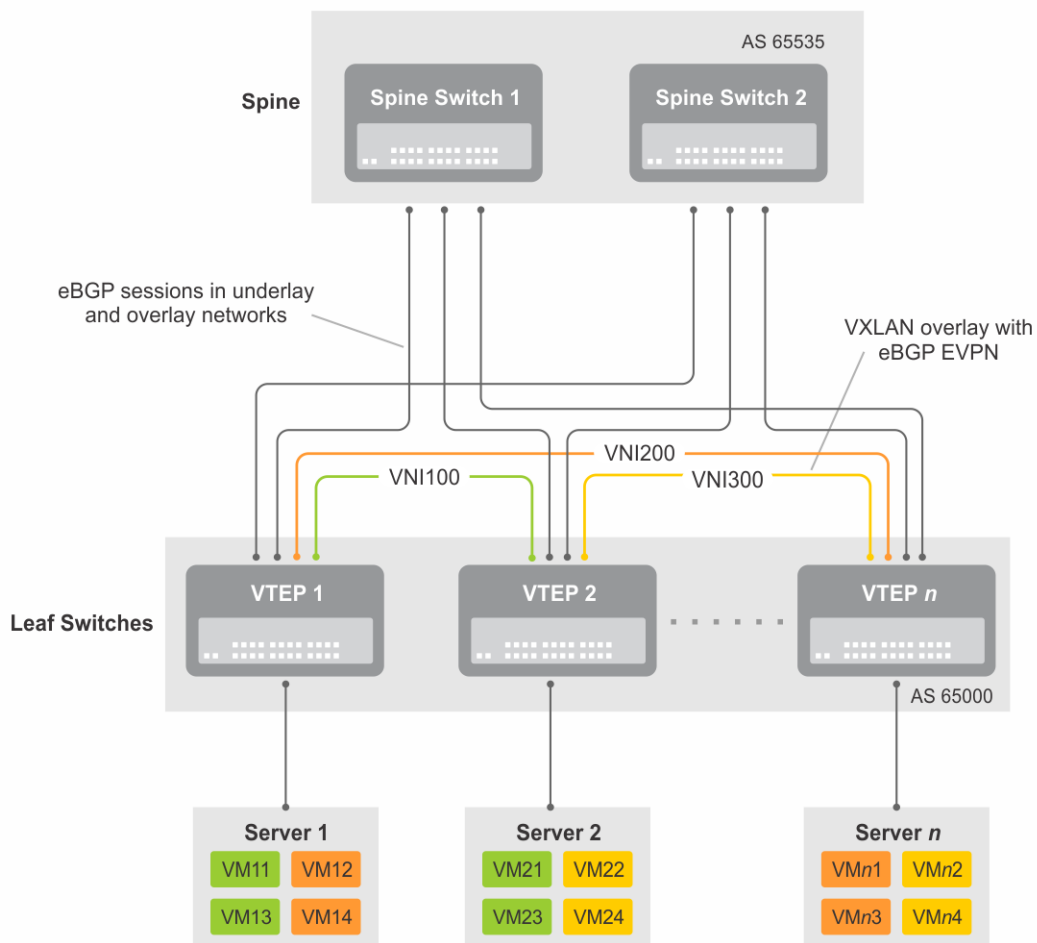 AS 65535
Spine
Spine Switch 1
Spine Switch 2
eBGP sessions in underlay
and overlay networks
VXLAN overlay with
eBGP EVPN
VNI200
VNI100
VNI300
Leaf Switches
VTEP 1
VTEP 2
VTEP n
AS 65000
Server 1
VM11 VM12
VM13 VM14
Server 2
VM21 VM22
VM23 VM24
Server n
VMn1 VMn2
VMn3 VMn4